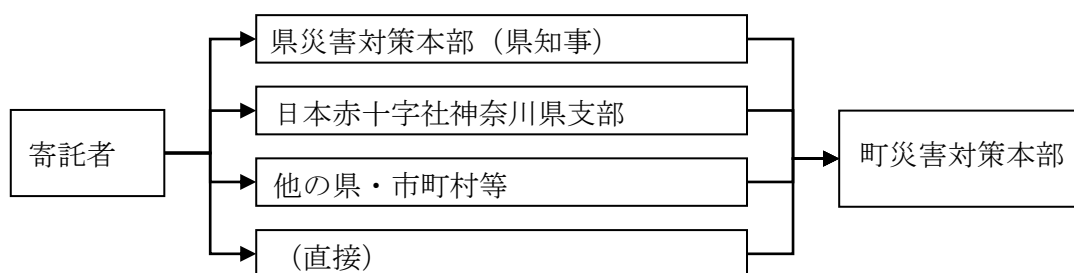 寄託者
県災害対策本部（県知事）
日本赤十字社神奈川県支部
他の県・市町村等
（直接）
町災害対策本部